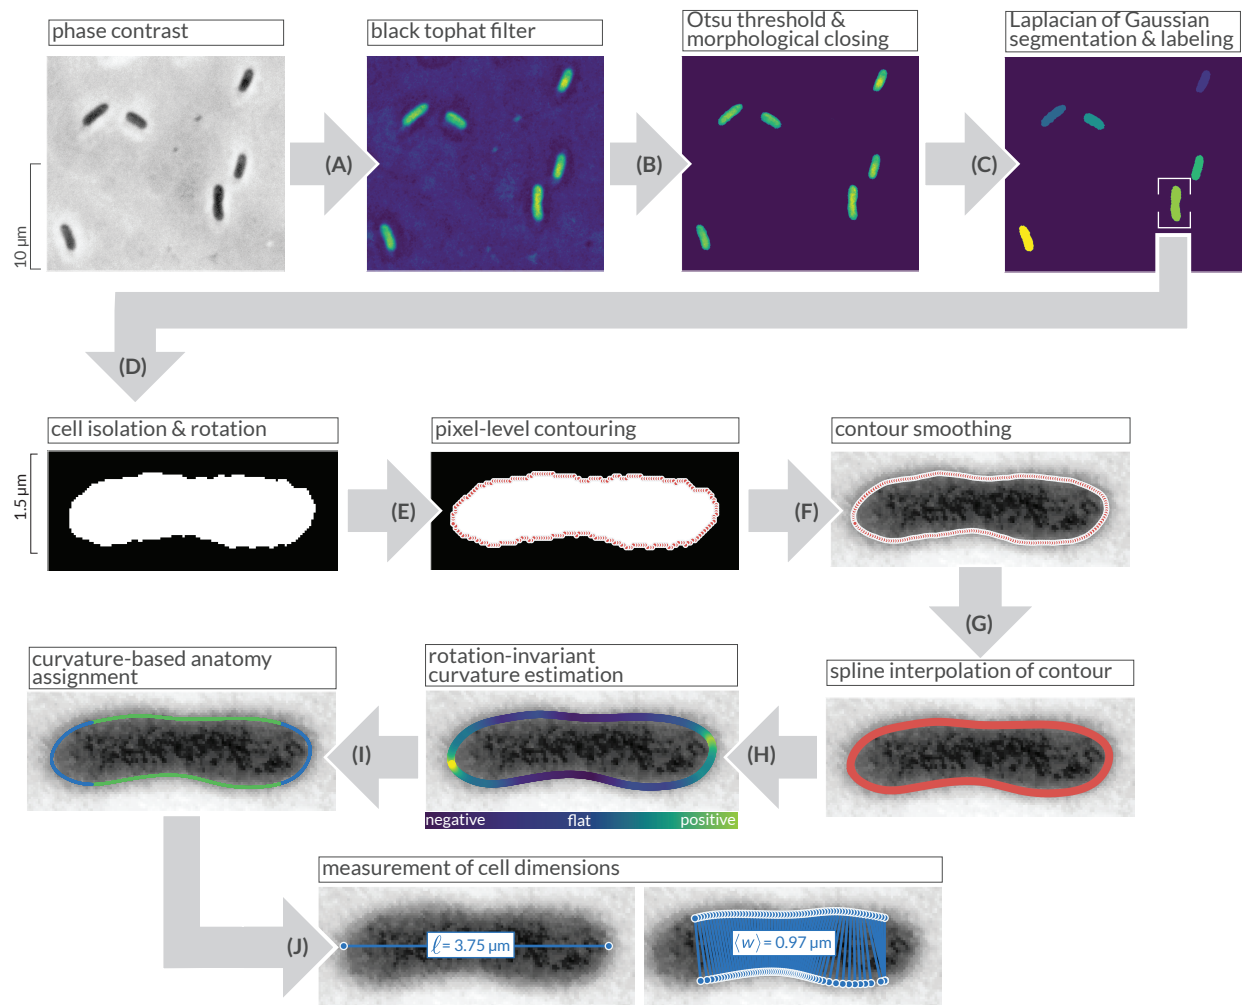 phase contrast
black tophat filter
Otsu threshold &
morphological closing
Laplacian of Gaussian
segmentation & labeling
10 µm
(A)
(B)
(C)
(D)
cell isolation & rotation
pixel-level contouring
contour smoothing
1.5 µm
(E)
(F)
(G)
curvature-based anatomy
assignment
rotation-invariant
curvature estimation
spline interpolation of contour
(I)
(H)
negative flat positive
measurement of cell dimensions
(J)
ℓ = 3.75 µm
⟨w⟩ = 0.97 µm